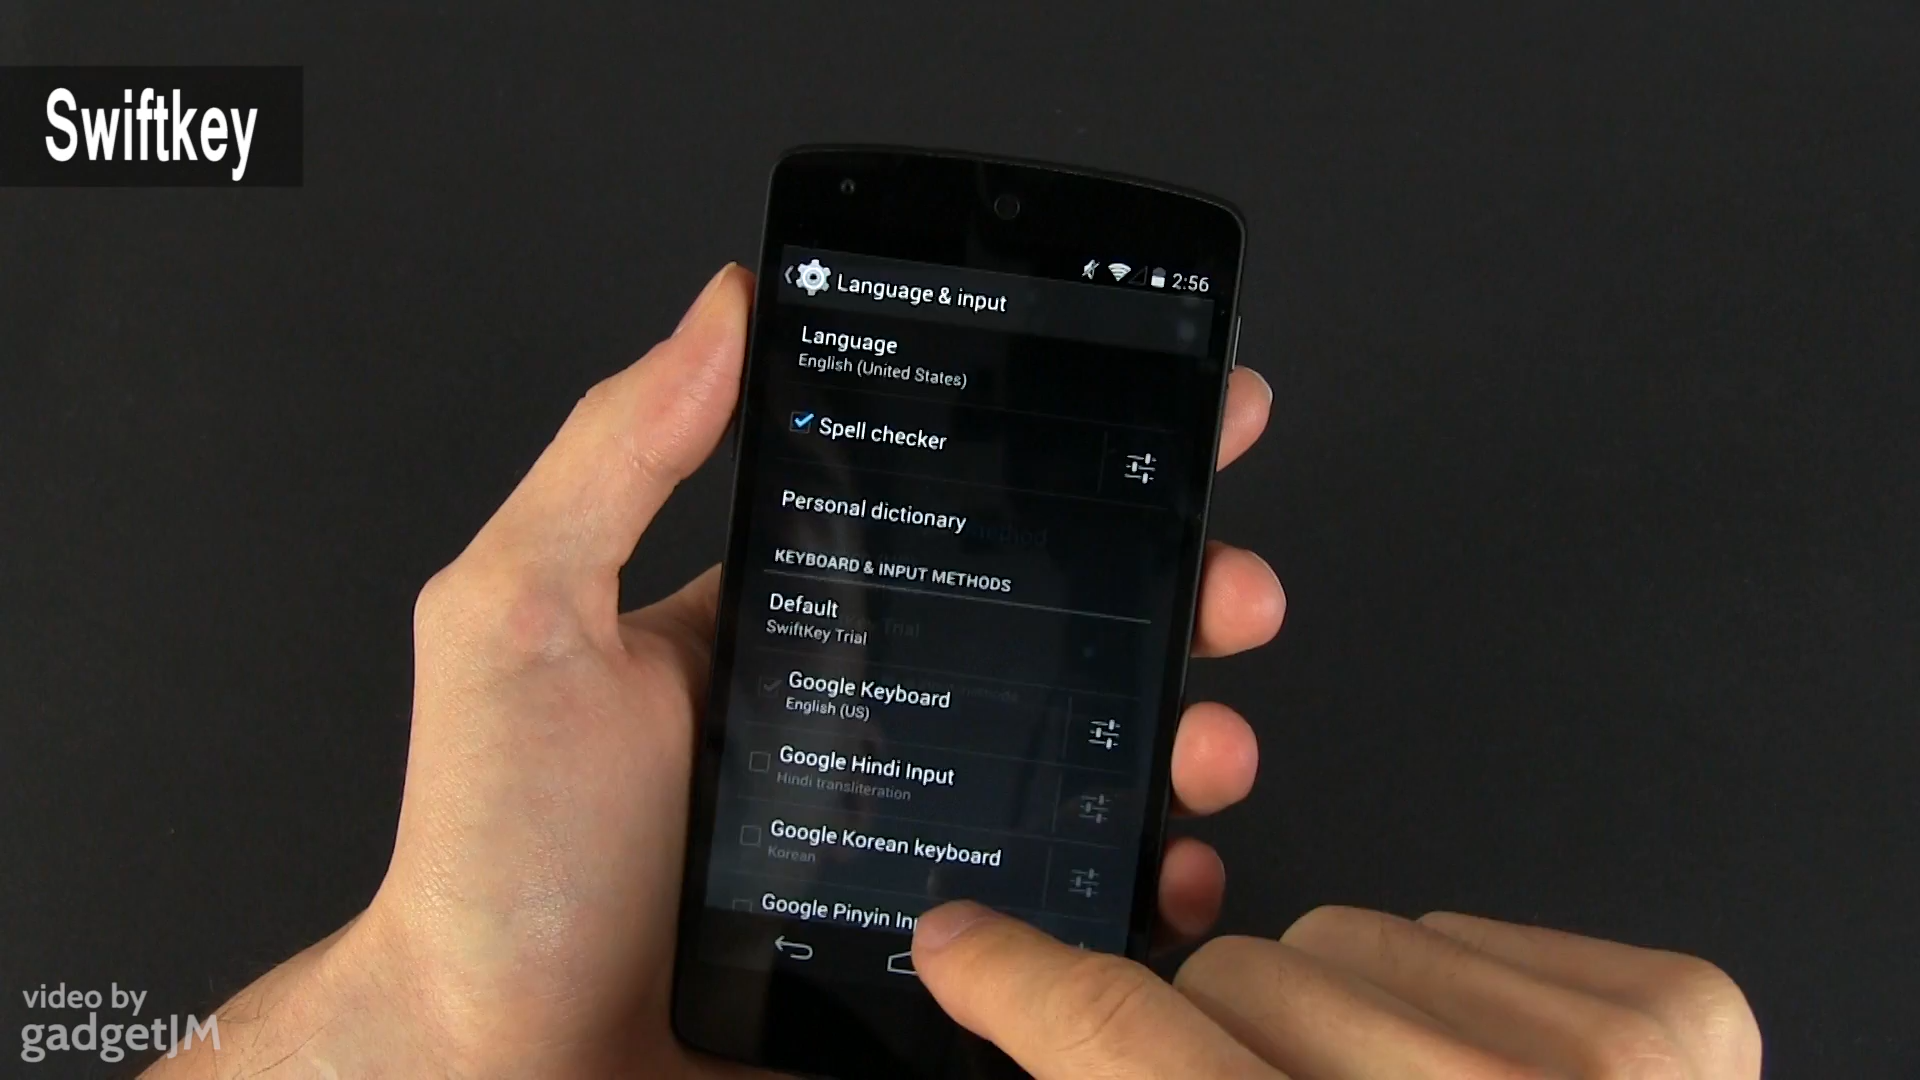 Swiftkey
2:56
Language & input
Language
English (United States)
Spell checker
Personal dictionary
KEYBOARD & INPUT METHODS
Default
SwiftKey Trial
Google Keyboard
English (US)
Google Hindi Input
Hindi transliteration
Google Korean keyboard
Korean
Google Pinyin
video by
gadgetJM